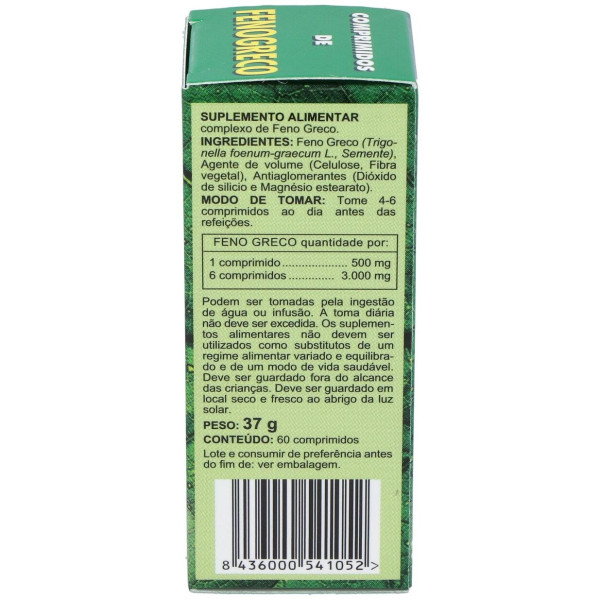 COMPRIMIDOS
DE
FENOGRECO
SUPLEMENTO ALIMENTAR
complexo de Feno Greco.
INGREDIENTES: Feno Greco (Trigo-
nella foenum-graecum L., Semente),
Agente de volume (Celulose, Fibra
vegetal), Antiaglomerantes (Dióxido
de silicio e Magnésio estearato).
MODO DE TOMAR: Tome 4-6
comprimidos ao dia antes das
refeições.
FENO GRECO quantidade por:
1 comprimido.................... 500 mg
6 comprimidos.............. 3.000 mg
Podem ser tomadas pela ingestão
de água ou infusão. A toma diária
não deve ser excedida. Os suplemen-
tos alimentares não devem ser
utilizados como substitutos de um
regime alimentar variado e equilibra-
do e de um modo de vida saudável.
Deve ser guardado fora do alcance
das crianças. Deve ser guardado em
local seco e fresco ao abrigo da luz
solar.
PESO: 37 g
CONTEÚDO: 60 comprimidos
Lote e consumir de preferência antes
do fim de: ver embalagem.
8 436000 541052 >